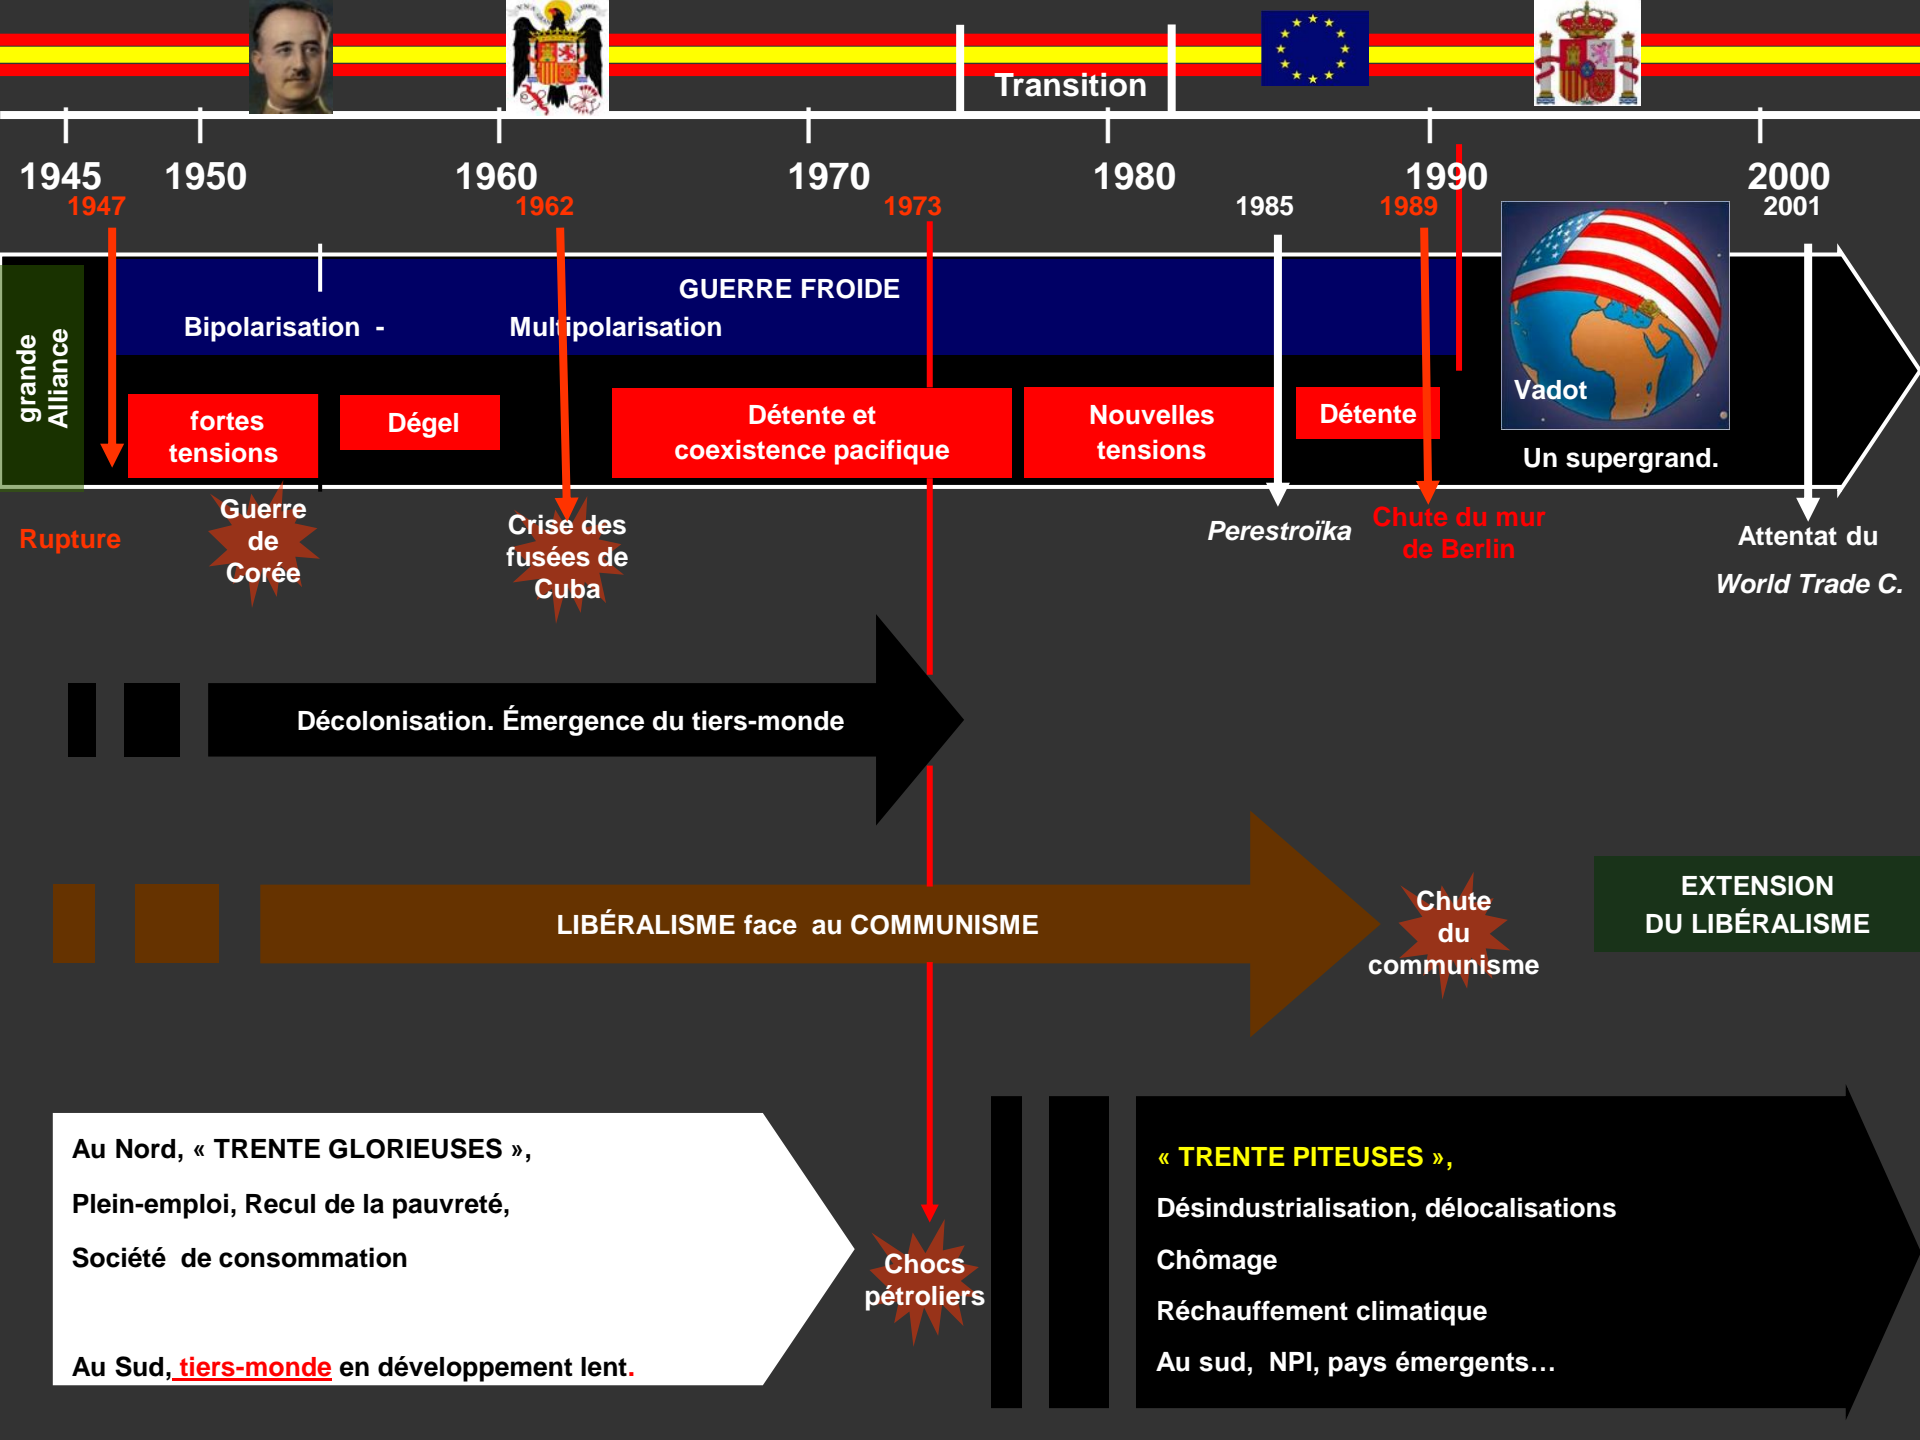 Transition
1945 1950 1960 1970 1980 1990 2000
1947 1962 1973 1985 1989 2001
GUERRE FROIDE
Bipolarisation - Multipolarisation
grande
Alliance
fortes
tensions
Dégel
Détente et
coexistence pacifique
Nouvelles
tensions
Détente
Vadot
Un supergrand.
Rupture
Guerre
de
Corée
Crise des
fusées de
Cuba
Perestroïka
Chute du mur
de Berlin
Attentat du
World Trade C.
Décolonisation. Émergence du tiers-monde
LIBÉRALISME face au COMMUNISME
Chute
du
communisme
EXTENSION
DU LIBÉRALISME
Au Nord, « TRENTE GLORIEUSES »,
Plein-emploi, Recul de la pauvreté,
Société de consommation
Au Sud, tiers-monde en développement lent.
Chocs
pétroliers
« TRENTE PITEUSES »,
Désindustrialisation, délocalisations
Chômage
Réchauffement climatique
Au sud, NPI, pays émergents…